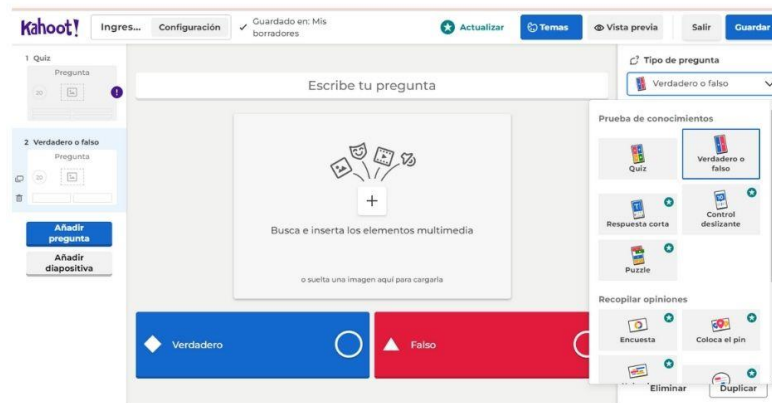 Kahoot!
Ingres...
Configuración
Guardado en: Mis
borradores
Actualizar
Temas
Vista previa
Salir
Guardar
1 Quiz
Pregunta
20
2 Verdadero o falso
Pregunta
20
Añadir
pregunta
Añadir
diapositiva
Escribe tu pregunta
Busca e inserta los elementos multimedia
o suelta una imagen aquí para cargarla
Verdadero
Falso
Tipo de pregunta
Verdadero o falso
Prueba de conocimientos
Quiz
Verdadero o
falso
Respuesta corta
Control
deslizante
Puzzle
Recopilar opiniones
Encuesta
Coloca el pin
Eliminar
Duplicar